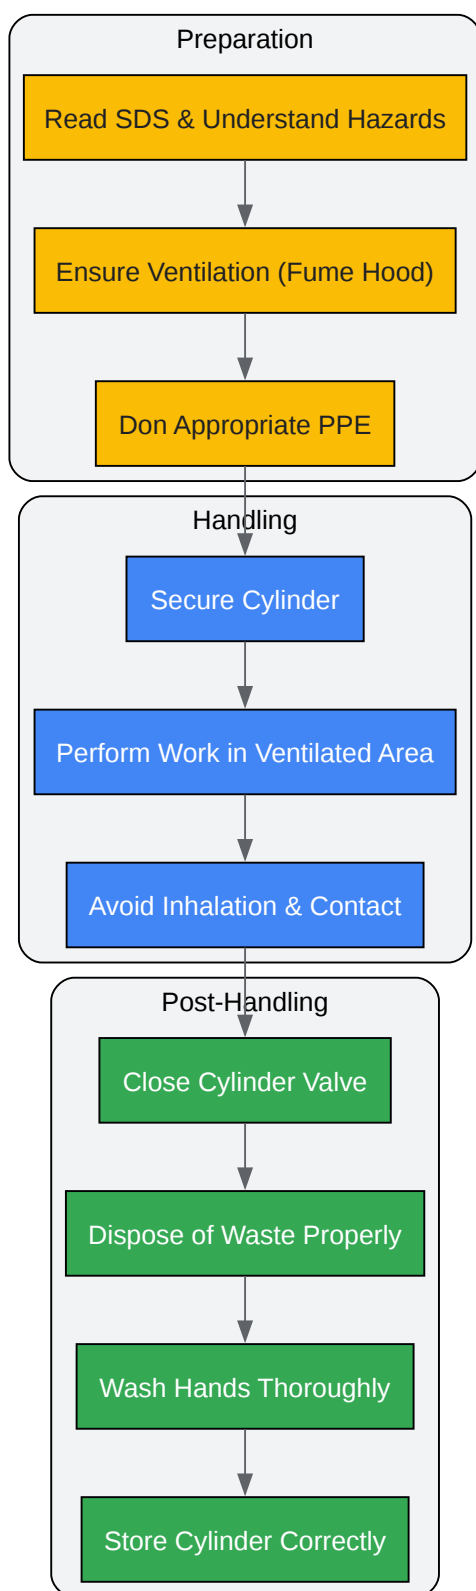 Preparation
Read SDS & Understand Hazards
Ensure Ventilation (Fume Hood)
Don Appropriate PPE
Handling
Secure Cylinder
Perform Work in Ventilated Area
Avoid Inhalation & Contact
Post-Handling
Close Cylinder Valve
Dispose of Waste Properly
Wash Hands Thoroughly
Store Cylinder Correctly